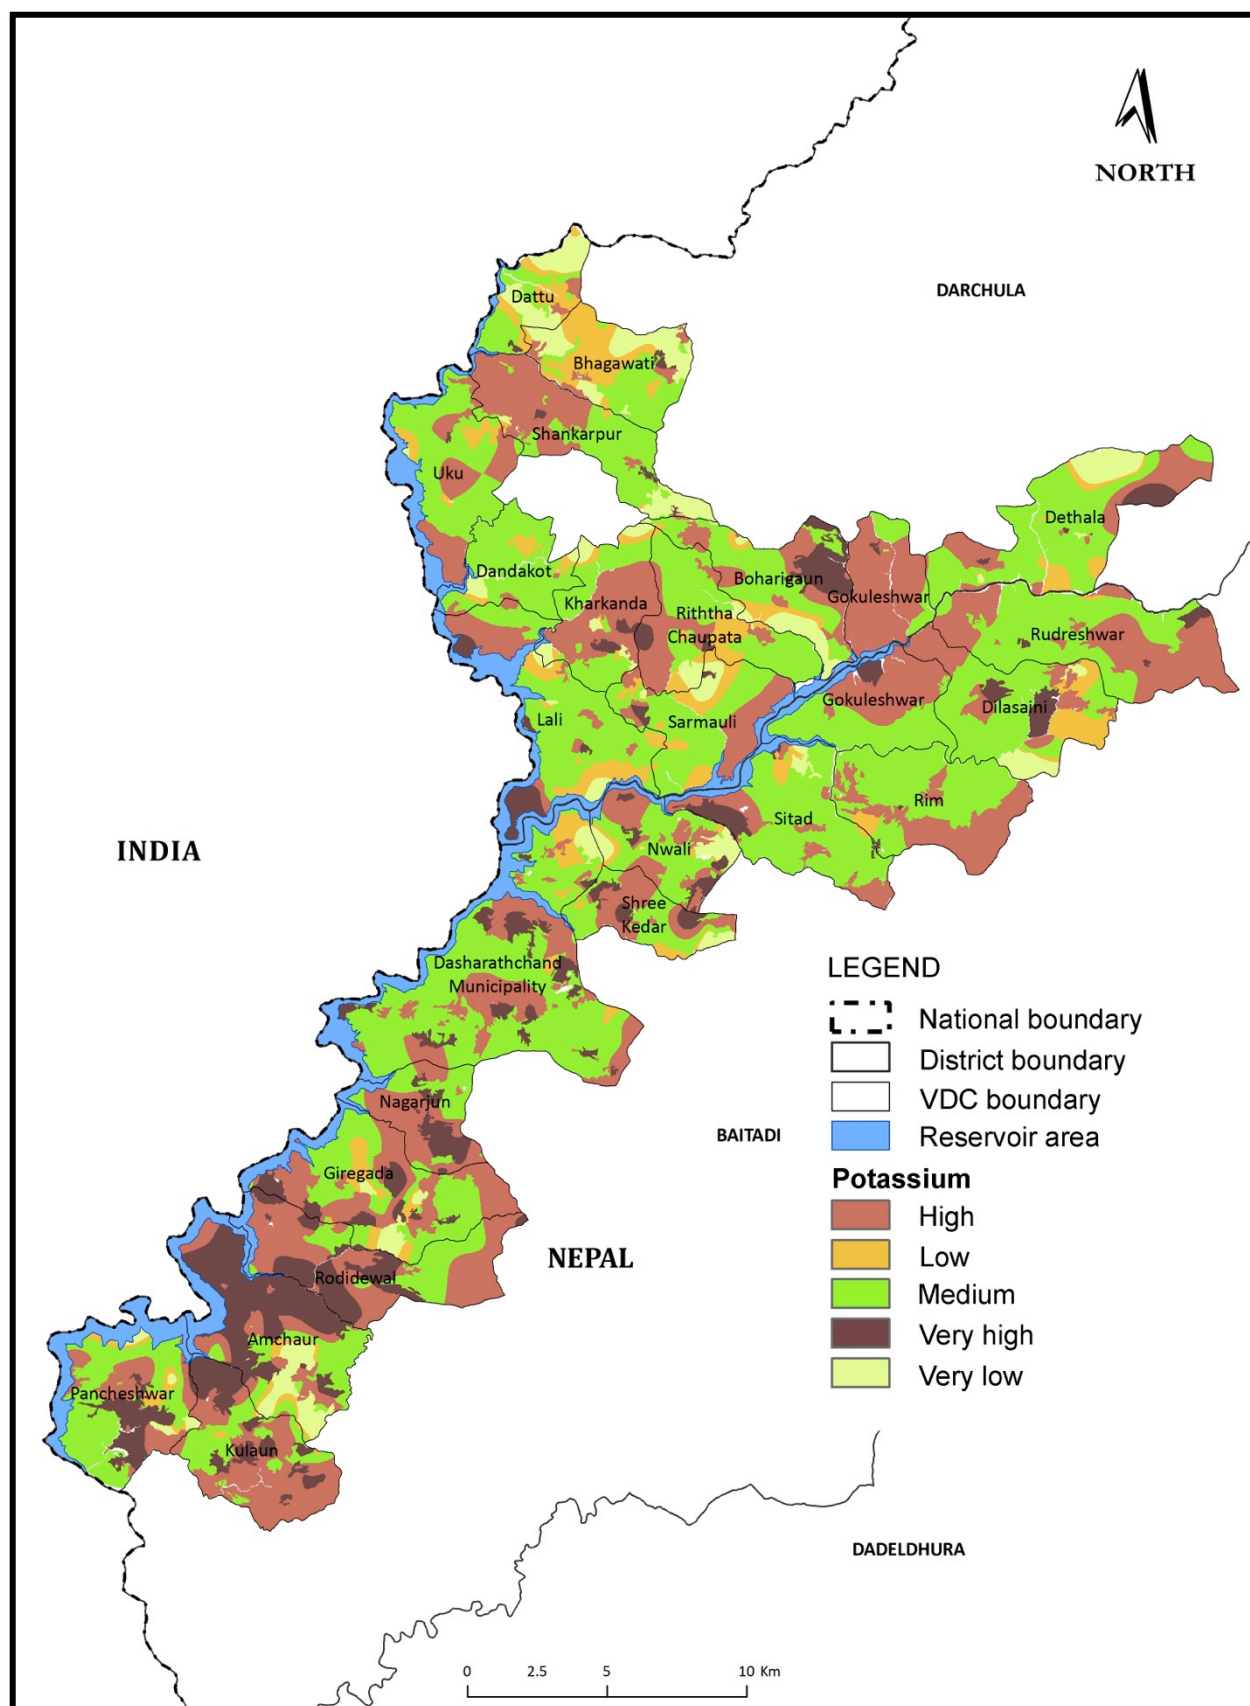 NORTH
DARCHULA
Dattu
Bhagawati
Shankarpur
Uku
Dethala
Dandakot
Boharigaun
Kharkanda
Riththa
Chaupata
Gokuleshwar
Rudreshwar
Lali
Sarmauli
Gokuleshwar
Dilasaini
Rim
Sitad
INDIA
Nwali
Shree
Kedar
Dasharathchand
Municipality
Nagarjun
BAITADI
Giregada
NEPAL
Rodidewal
Amchaur
Pancheshwar
Kulaun
DADELDHURA
LEGEND
National boundary
District boundary
VDC boundary
Reservoir area
Potassium
High
Low
Medium
Very high
Very low
0 2.5 5 10 Km